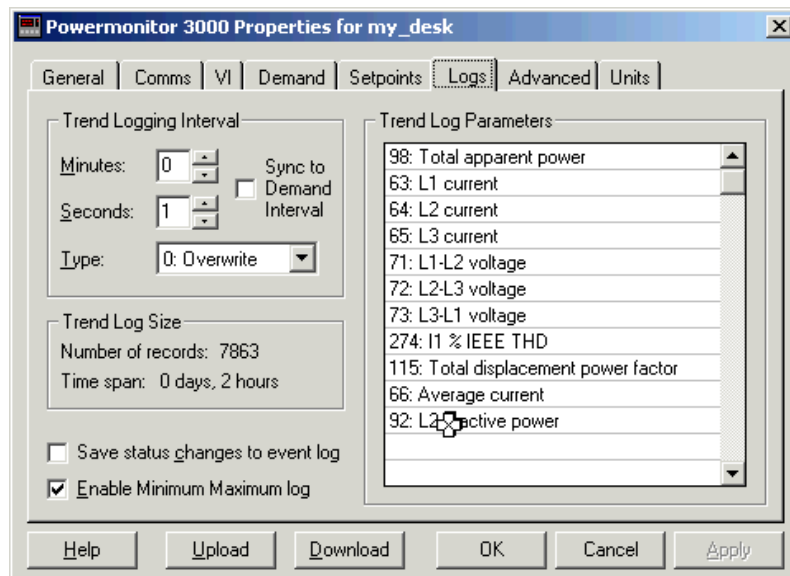 Powermonitor 3000 Properties for my_desk
General Comms VI Demand Setpoints Logs Advanced Units
Trend Logging Interval
Minutes: 0
Seconds: 1
Sync to
Demand
Interval
Type: 0: Overwrite
Trend Log Size
Number of records: 7863
Time span: 0 days, 2 hours
Save status changes to event log
Enable Minimum Maximum log
Trend Log Parameters
98: Total apparent power
63: L1 current
64: L2 current
65: L3 current
71: L1-L2 voltage
72: L2-L3 voltage
73: L3-L1 voltage
274: I1 % IEEE THD
115: Total displacement power factor
66: Average current
92: L2 power
Help Upload Download OK Cancel Apply